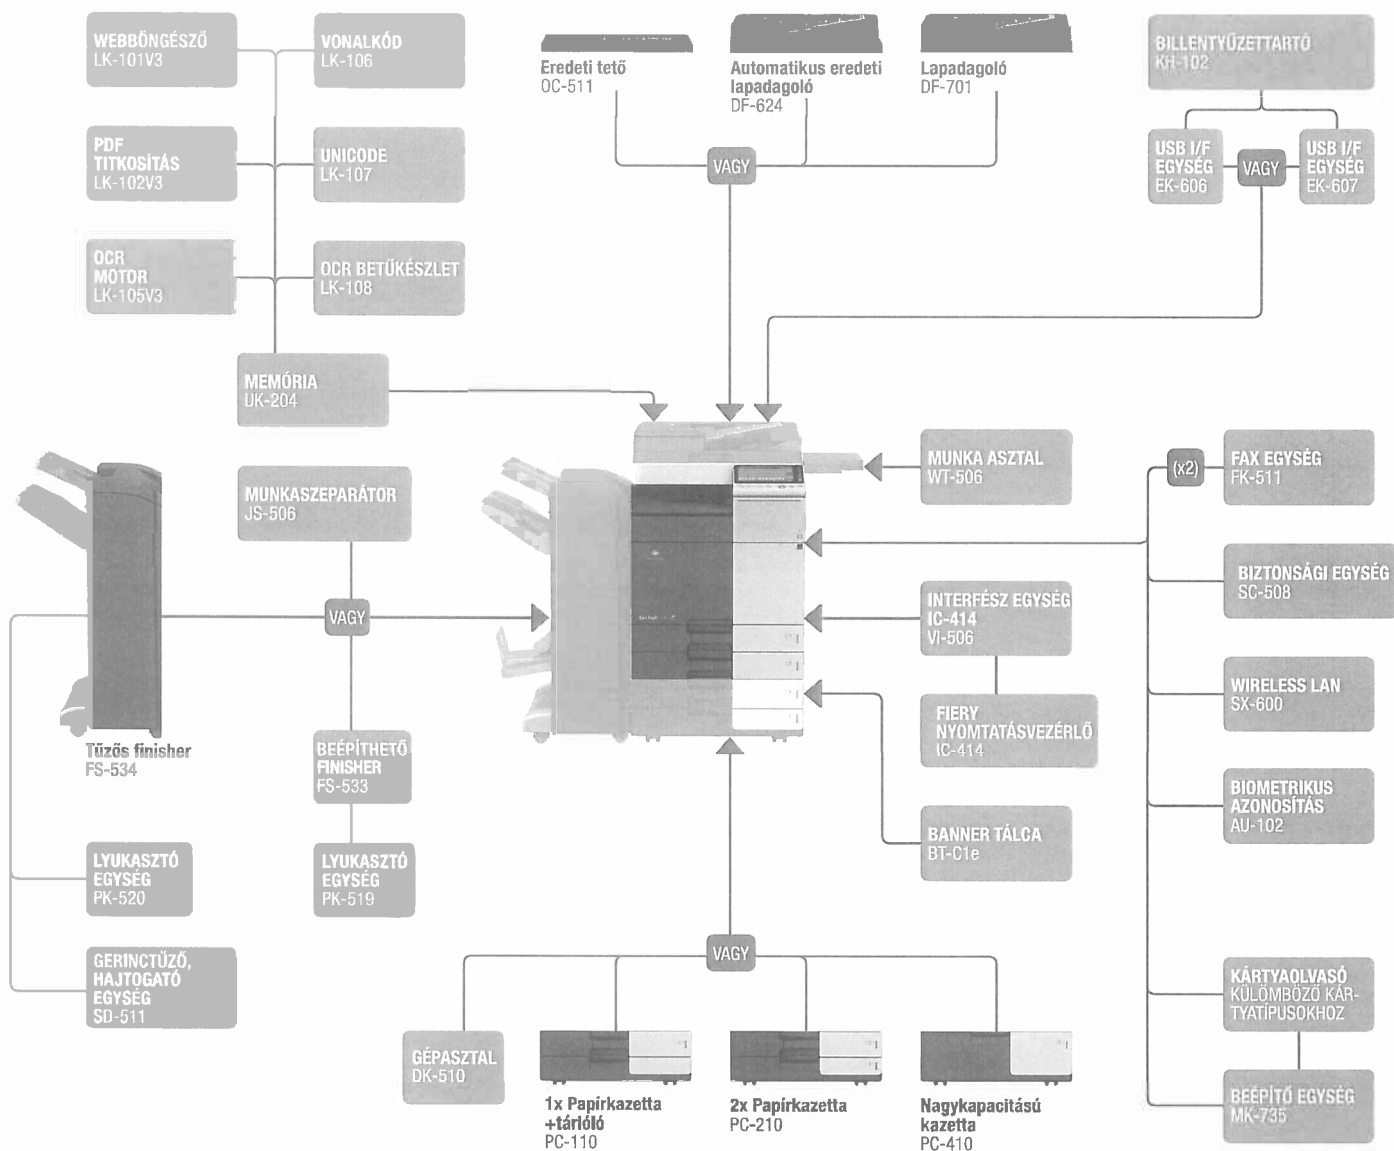 WEBBÖNGÉSZŐ
LK-101V3
VONALKÓD
LK-106
Eredeti tető
OC-511
Automatikus eredeti
lapadagoló
DF-624
Lapadagoló
DF-701
BILLENTYŰZETTARTÓ
KH-102
PDF
TITKOSÍTÁS
LK-102V3
UNICODE
LK-107
VAGY
USB I/F
EGYSÉG
EK-606
VAGY
USB I/F
EGYSÉG
EK-607
OCR
MOTOR
LK-105V3
OCR BETŰKÉSZLET
LK-108
MEMÓRIA
UK-204
MUNKASZEPARÁTOR
JS-506
MUNKA ASZTAL
WT-506
(x2)
FAX EGYSÉG
FK-511
BIZTONSÁGI EGYSÉG
SC-508
VAGY
INTERFÉSZ EGYSÉG
IC-414
VI-506
WIRELESS LAN
SX-600
FIERY
NYOMTATÁSVEZÉRLŐ
IC-414
Tűzős finisher
FS-534
BEÉPÍTHETŐ
FINISHER
FS-533
BIOMETRIKUS
AZONOSÍTÁS
AU-102
BANNER TÁLCA
BT-C1e
LYUKASZTÓ
EGYSÉG
PK-520
LYUKASZTÓ
EGYSÉG
PK-519
VAGY
GERINCTŰZŐ,
HAJTOGATÓ
EGYSÉG
SD-511
KÁRTYAOLVASÓ
KÜLÖMBÖZŐ KÁR-
TYATÍPUSOKHOZ
GÉPASZTAL
DK-510
1x Papírkazetta
+tárlóló
PC-110
2x Papírkazetta
PC-210
Nagykapacitású
kazetta
PC-410
BEÉPÍTŐ EGYSÉG
MK-735